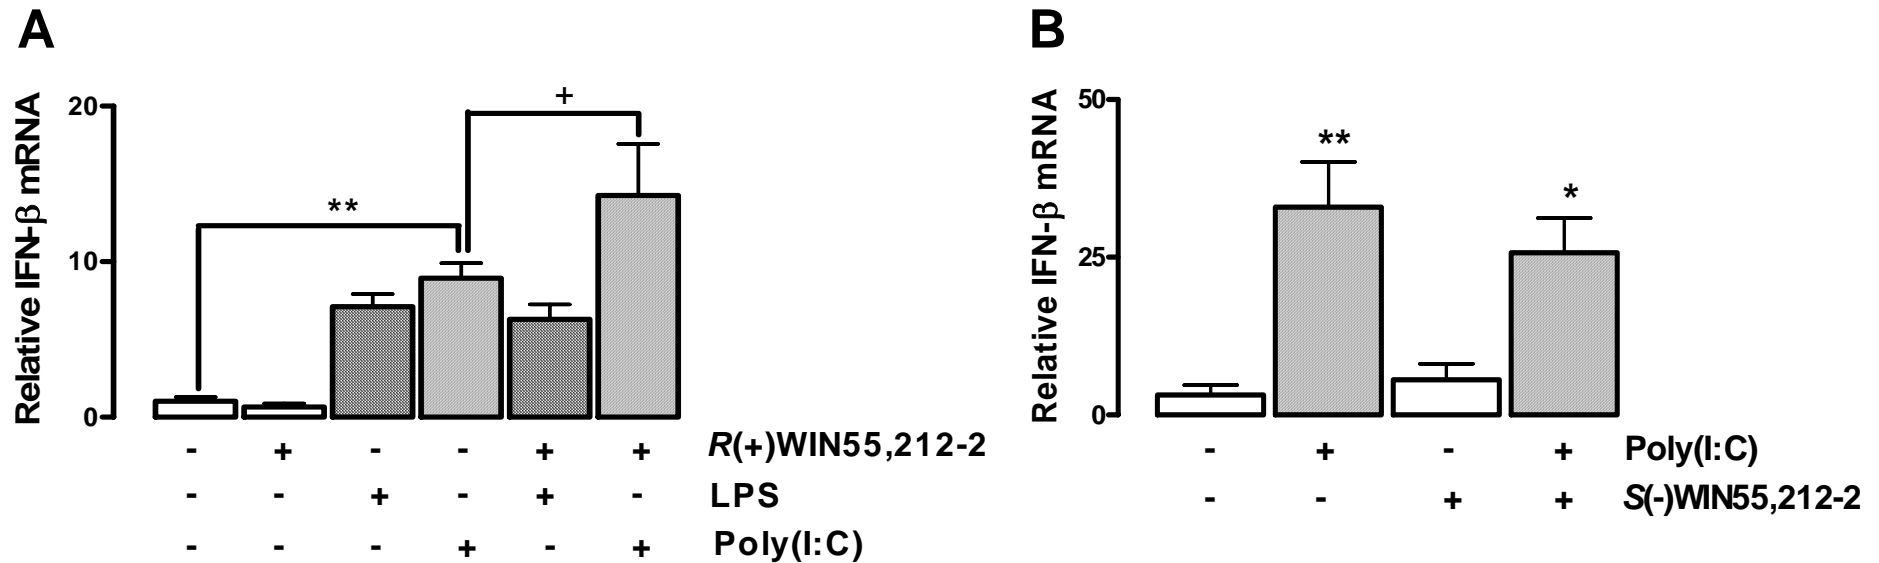 A
Relative IFN-β mRNA
20
10
0
**
+
- + - - + + R(+)WIN55,212-2
- - + - + - LPS
- - - + - + Poly(I:C)
B
Relative IFN-β mRNA
50
25
0
**
*
- + - + Poly(I:C)
- - + + S(-)WIN55,212-2